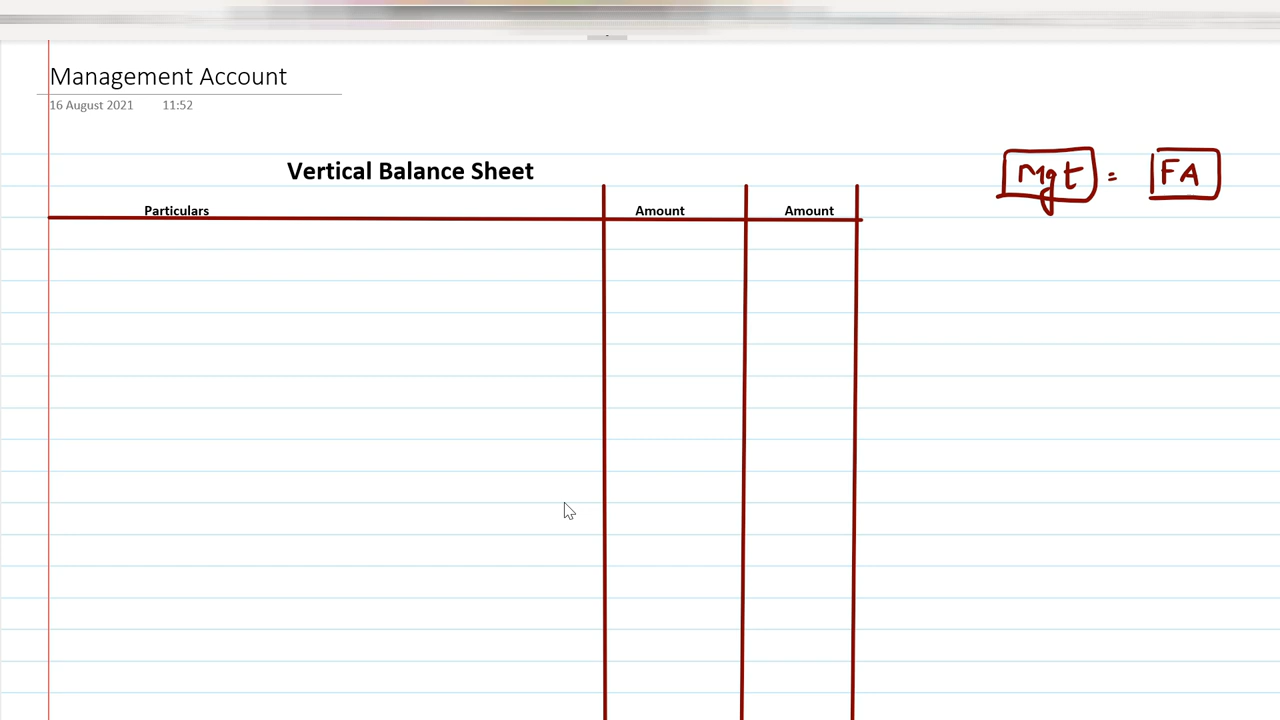 Management Account
16 August 2021 11:52
Vertical Balance Sheet
Mgt = FA
Particulars Amount Amount